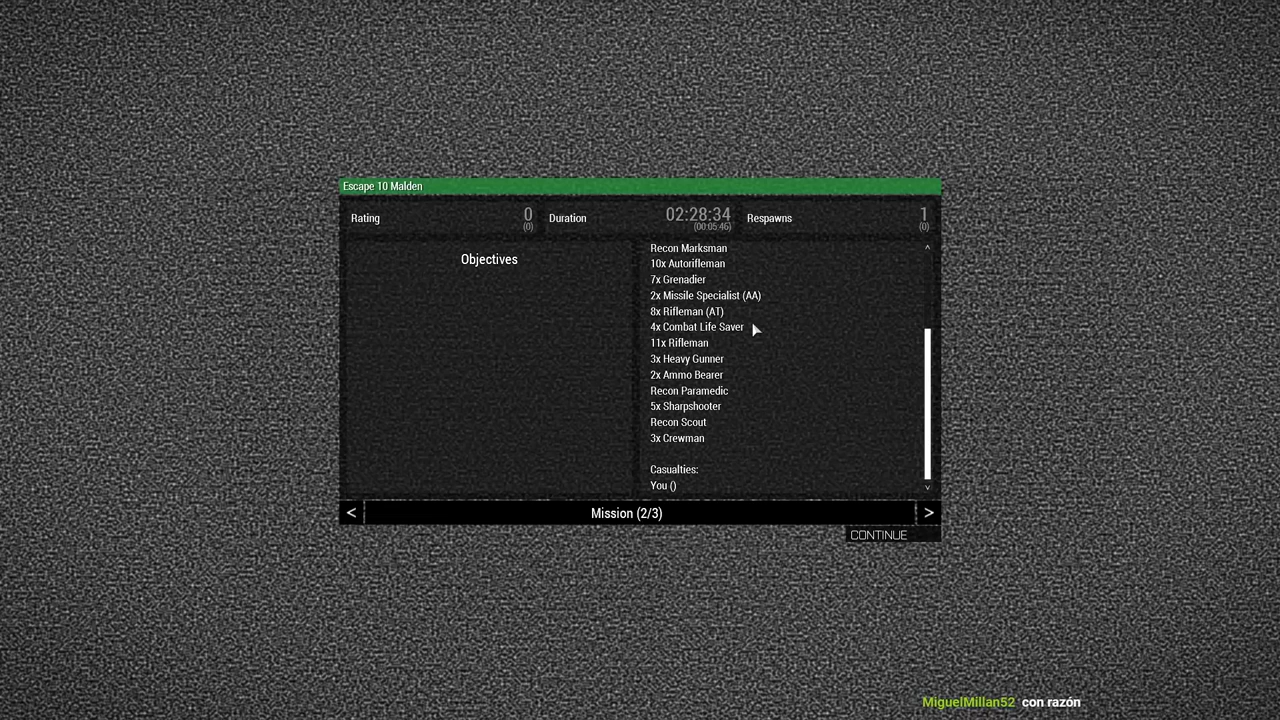 Escape 10 Malden
Rating 0 (0) Duration 02:28:34 (00:05:46) Respawns 1 (0)
Objectives
Recon Marksman
10x Autorifleman
7x Grenadier
2x Missile Specialist (AA)
8x Rifleman (AT)
4x Combat Life Saver
11x Rifleman
3x Heavy Gunner
2x Ammo Bearer
Recon Paramedic
5x Sharpshooter
Recon Scout
3x Crewman
Casualties:
You ()
< Mission (2/3) >
CONTINUE
MiguelMillan52 con razón